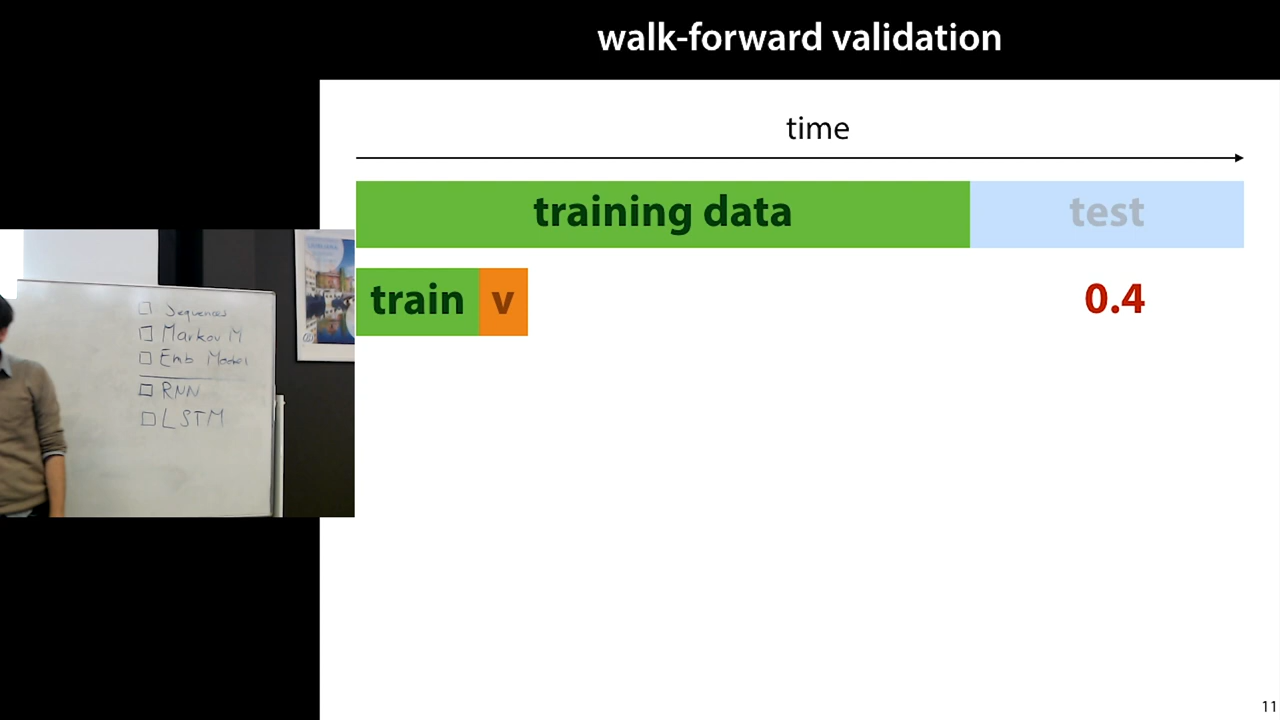 walk-forward validation
time
training data test
train v 0.4
Sequences
Markov M
Emb Model
RNN
LSTM
11